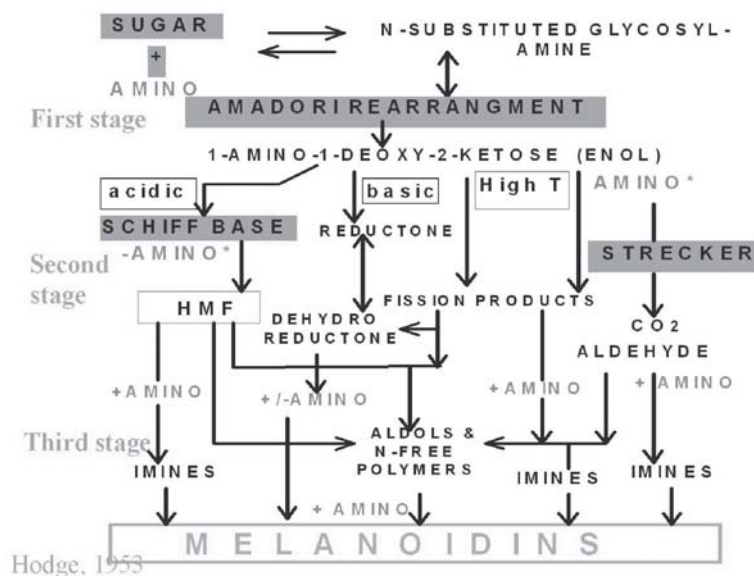 SUGAR
N-SUBSTITUTED GLYCOSYL-
AMINE
+
AMINO
First stage
AMADORI REARRANGMENT
1-AMINO-1-DEOXY-2-KETOSE (ENOL)
acidic
basic
High T
AMINO*
SCHIFF BASE
-AMINO*
REDUCTONE
STRECKER
Second
stage
HMF
FISSION PRODUCTS
DEHYDRO
REDUCTONE
CO2
ALDEHYDE
+AMINO
+/-AMINO
+ AMINO
+ AMINO
Third stage
ALDOLS &
N-FREE
POLYMERS
IMINES
IMINES
IMINES
+ AMINO
MELANOIDINS
Hodge, 1953